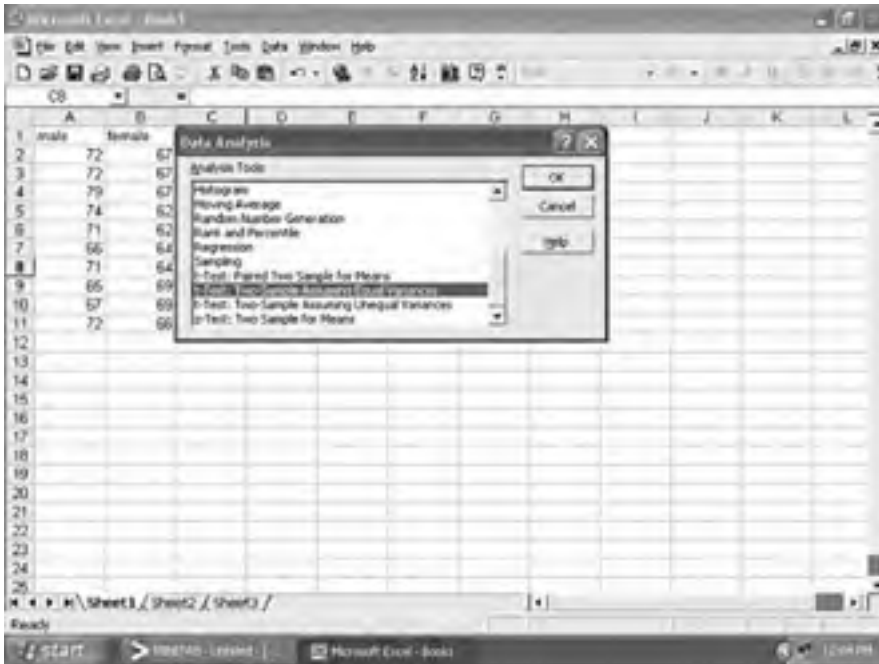 Microsoft Excel - Book1
File Edit View Insert Format Tools Data Window Help
C8
A B C D E F G H I J K L
1 male female
2 72 67
3 72 67
4 79 67
5 74 62
6 71 62
7 66 64
8 71 64
9 65 69
10 67 69
11 72 66
12
13
14
15
16
17
18
19
20
21
22
23
24
25
Data Analysis
Analysis Tools
Histogram
Moving Average
Random Number Generation
Rank and Percentile
Regression
Sampling
t-Test: Paired Two Sample for Means
t-Test: Two-Sample Assuming Equal Variances
t-Test: Two-Sample Assuming Unequal Variances
z-Test: Two Sample for Means
OK
Cancel
Help
Sheet1 / Sheet2 / Sheet3 /
Ready
start
Microsoft Excel - Book1